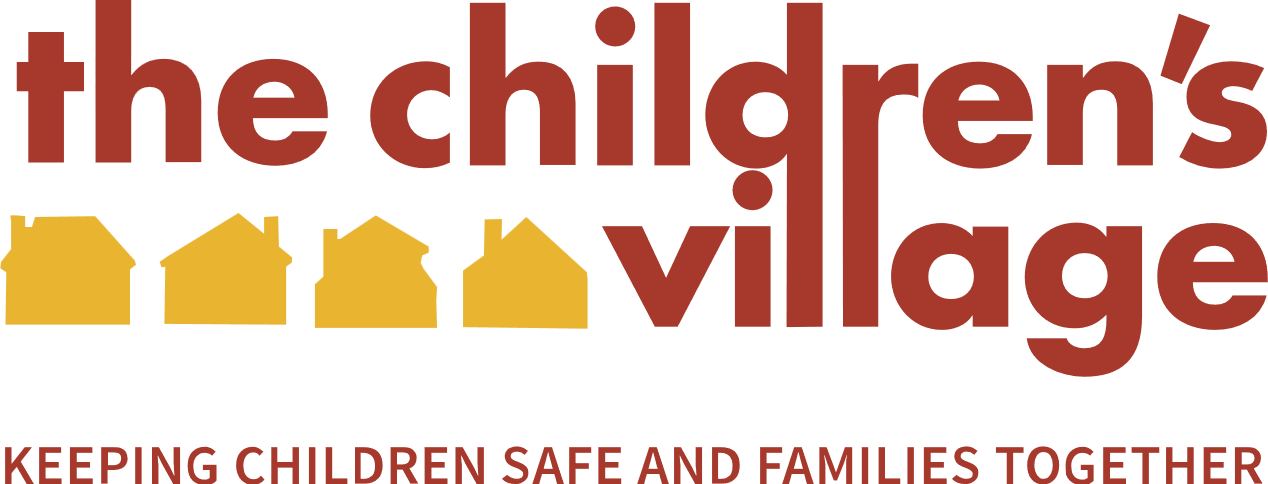 the children's
village
KEEPING CHILDREN SAFE AND FAMILIES TOGETHER